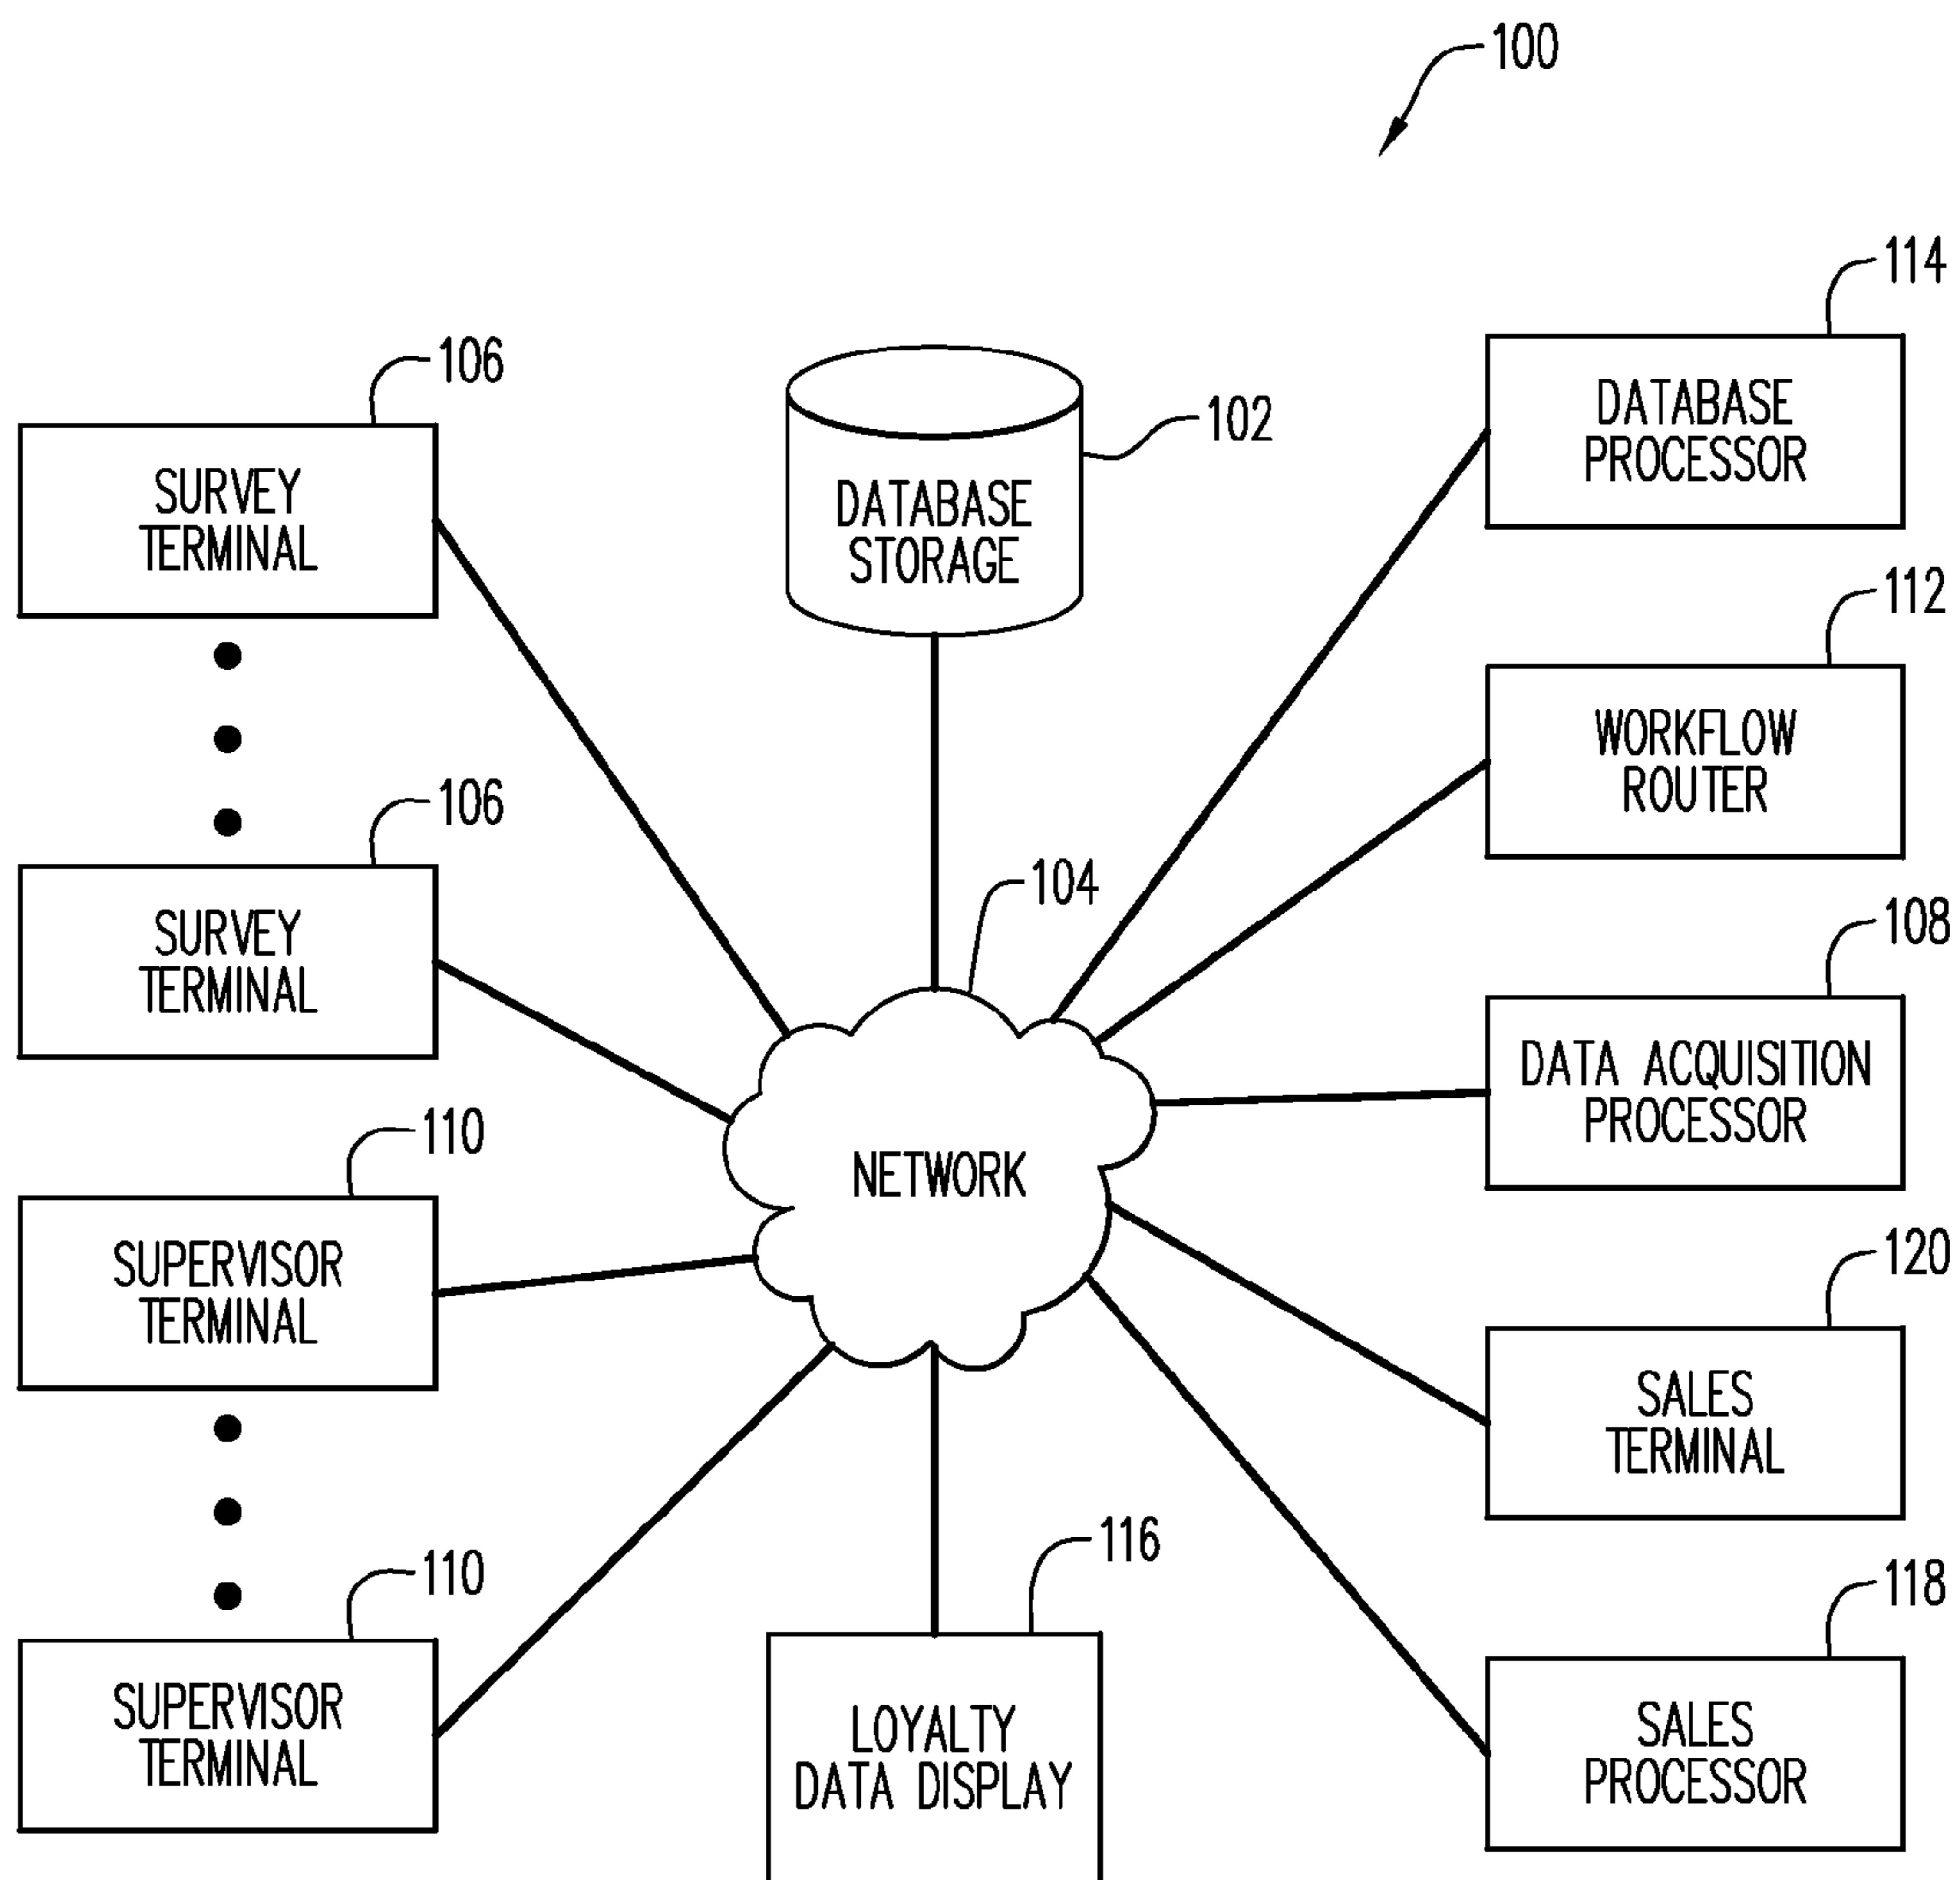 100
114
DATABASE
PROCESSOR
106
SURVEY
TERMINAL
102
DATABASE
STORAGE
112
WORKFLOW
ROUTER
106
SURVEY
TERMINAL
104
NETWORK
108
DATA ACQUISITION
PROCESSOR
110
SUPERVISOR
TERMINAL
120
SALES
TERMINAL
110
SUPERVISOR
TERMINAL
116
LOYALTY
DATA DISPLAY
118
SALES
PROCESSOR